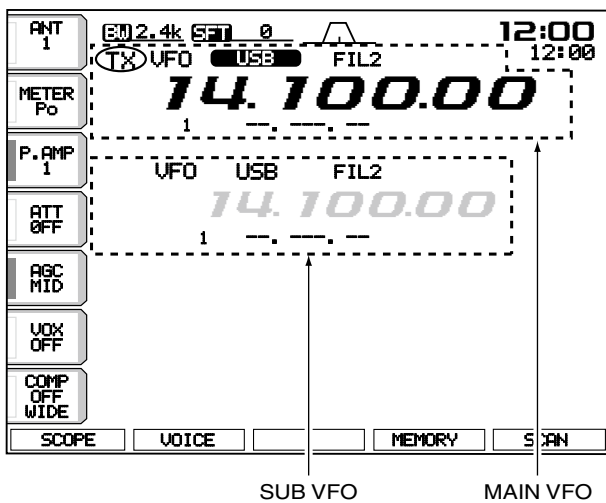 ANT
1
BW 2.4k SFT 0
12:00
12:00
TX VFO USB FIL2
METER
Po
14.100.00
1 --.---.--
P.AMP
1
VFO USB FIL2
14.100.00
1 --.---.--
ATT
OFF
AGC
MID
VOX
OFF
COMP
OFF
WIDE
SCOPE VOICE MEMORY SCAN
SUB VFO MAIN VFO